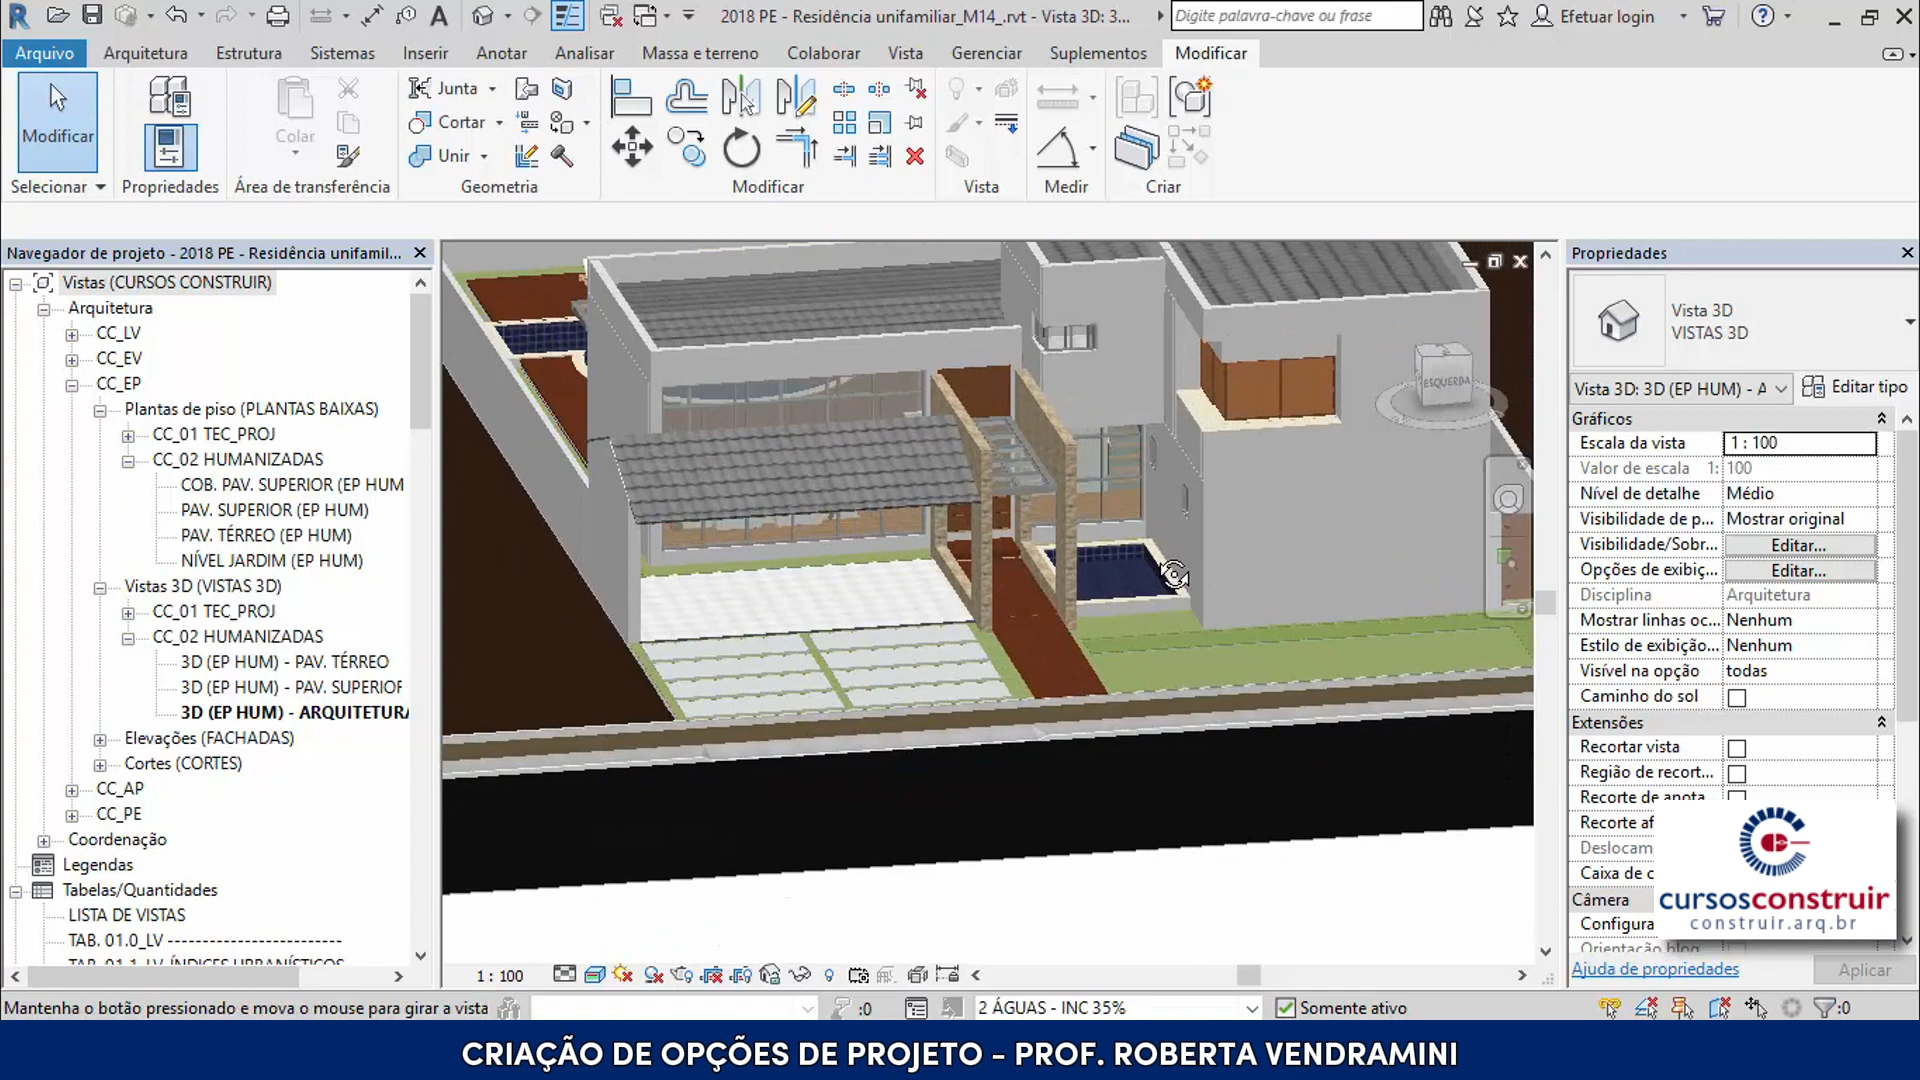 2018 PE - Residência unifamiliar_M14_.rvt - Vista 3D: 3...
Digite palavra-chave ou frase
Efetuar login
Arquivo Arquitetura Estrutura Sistemas Inserir Anotar Analisar Massa e terreno Colaborar Vista Gerenciar Suplementos Modificar
Modificar
Colar
Junta
Cortar
Unir
Selecionar Propriedades Área de transferência Geometria Modificar Vista Medir Criar
Navegador de projeto - 2018 PE - Residência unifamil...
Vistas (CURSOS CONSTRUIR)
Arquitetura
CC_LV
CC_EV
CC_EP
Plantas de piso (PLANTAS BAIXAS)
CC_01 TEC_PROJ
CC_02 HUMANIZADAS
COB. PAV. SUPERIOR (EP HUM
PAV. SUPERIOR (EP HUM)
PAV. TÉRREO (EP HUM)
NÍVEL JARDIM (EP HUM)
Vistas 3D (VISTAS 3D)
CC_01 TEC_PROJ
CC_02 HUMANIZADAS
3D (EP HUM) - PAV. TÉRREO
3D (EP HUM) - PAV. SUPERIOR
3D (EP HUM) - ARQUITETURA
Elevações (FACHADAS)
Cortes (CORTES)
CC_AP
CC_PE
Coordenação
Legendas
Tabelas/Quantidades
LISTA DE VISTAS
TAB. 01.0_LV -------------------------
TAB. 01.1_LV ÍNDICES URBANÍSTICOS
ESQUERDA
Propriedades
Vista 3D
VISTAS 3D
Vista 3D: 3D (EP HUM) - A
Editar tipo
Gráficos
Escala da vista 1 : 100
Valor de escala 1: 100
Nível de detalhe Médio
Visibilidade de p... Mostrar original
Visibilidade/Sobr... Editar...
Opções de exibiç... Editar...
Disciplina Arquitetura
Mostrar linhas oc... Nenhum
Estilo de exibição... Nenhum
Visível na opção todas
Caminho do sol
Extensões
Recortar vista
Região de recort...
Recorte de anota
Recorte af
Deslocam
Caixa de c
Câmera
Configura
Orientação bloq
Ajuda de propriedades
Aplicar
cursosconstruir
construir.arq.br
1 : 100
Mantenha o botão pressionado e mova o mouse para girar a vista
:0
2 ÁGUAS - INC 35%
Somente ativo
:0
CRIAÇÃO DE OPÇÕES DE PROJETO - PROF. ROBERTA VENDRAMINI